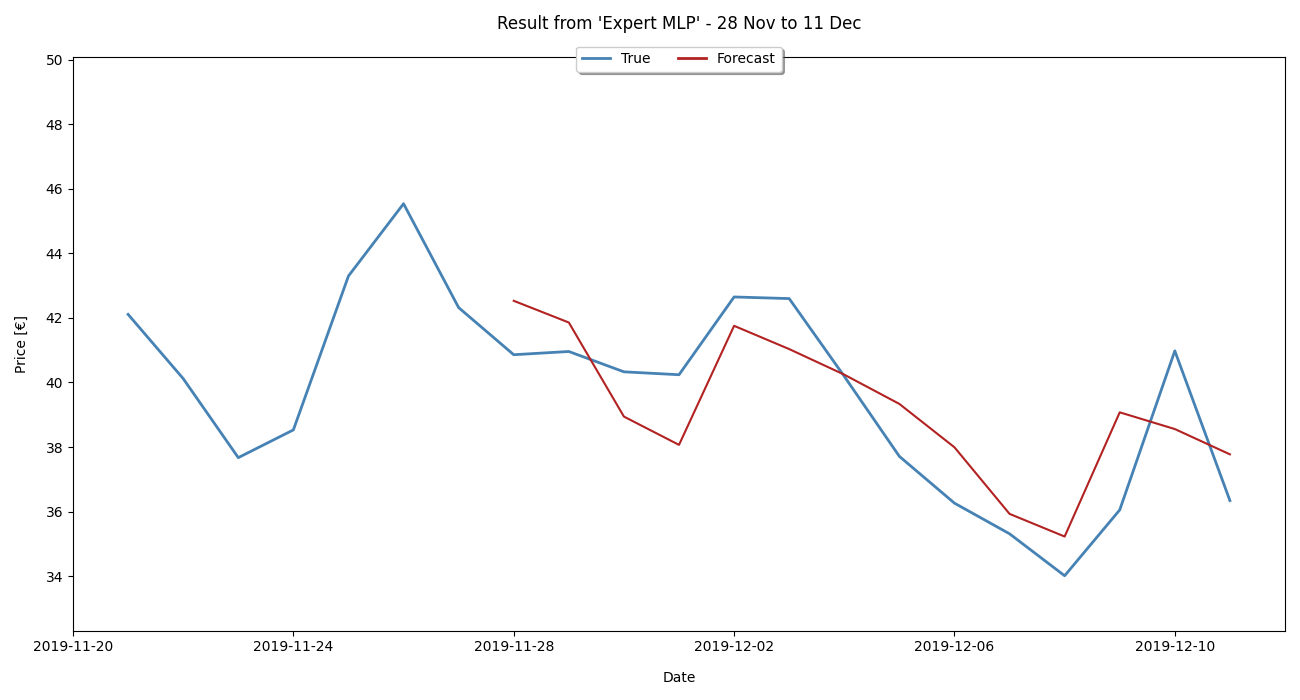 Result from 'Expert MLP' - 28 Nov to 11 Dec
True Forecast
50
48
46
44
42
40
38
36
34
Price [€]
2019-11-20 2019-11-24 2019-11-28 2019-12-02 2019-12-06 2019-12-10
Date